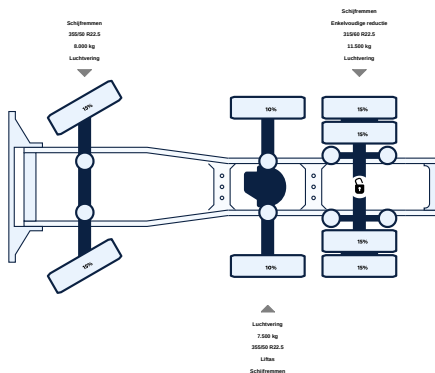 Schijfremmen
355/50 R22.5
8.000 kg
Luchtvering
Schijfremmen
Enkelvoudige reductie
315/60 R22.5
11.500 kg
Luchtvering
15%
10%
15%
15%
15%
10%
15%
15%
Luchtvering
7.500 kg
355/50 R22.5
Liftas
Schijfremmen